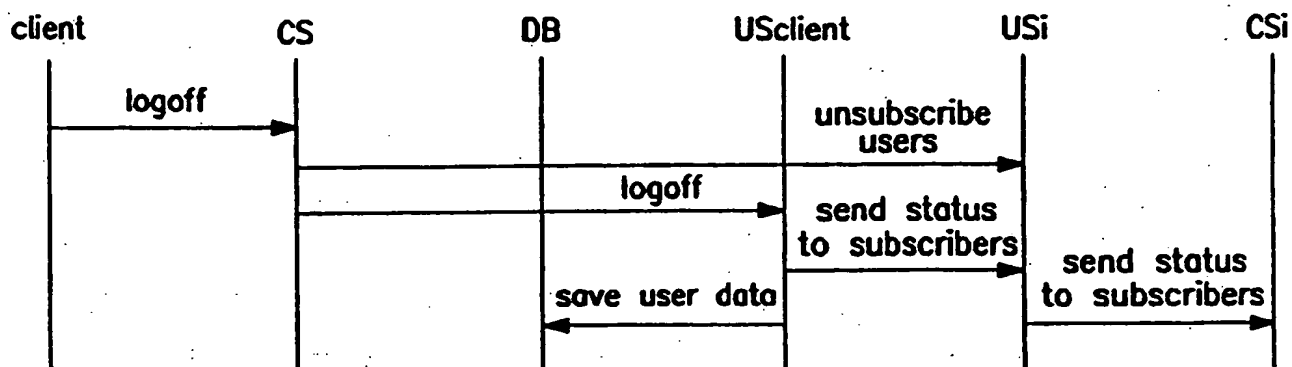 client CS DB USclient USi CSi
logoff
unsubscribe
users
logoff
send status
to subscribers
send status
to subscribers
save user data